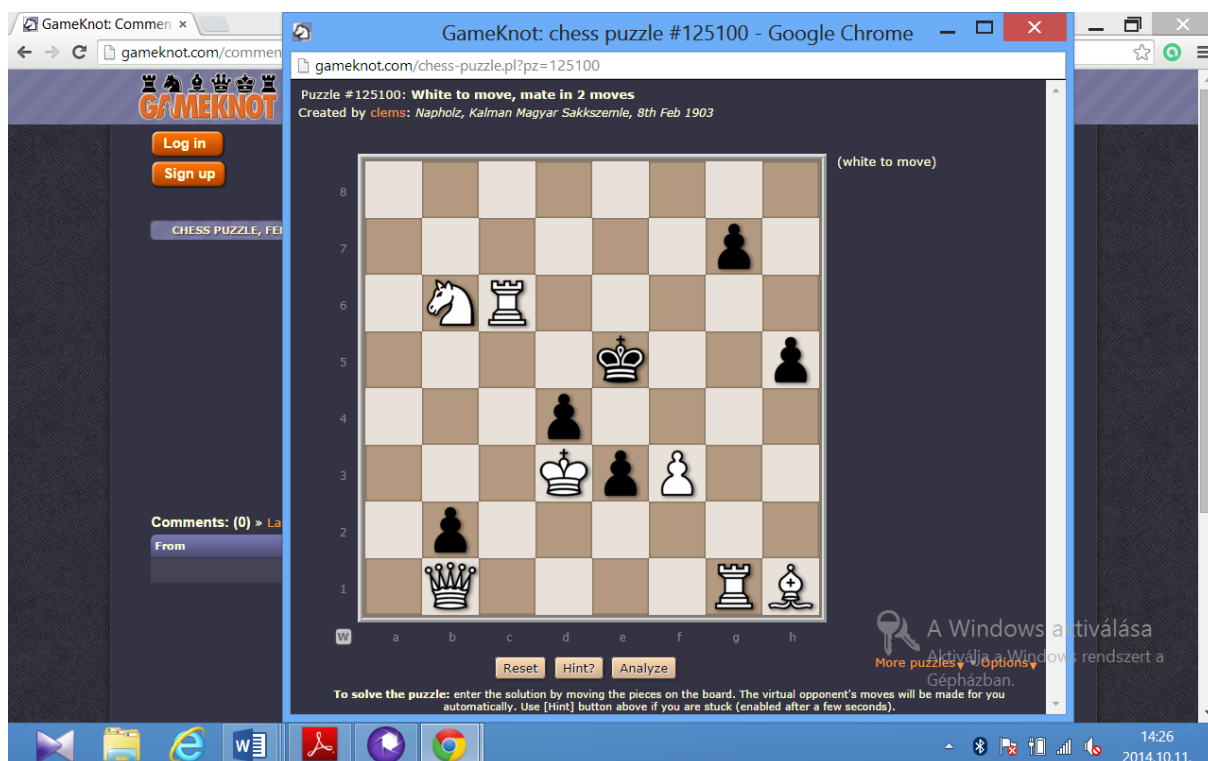 GameKnot: Commen ×
GameKnot: chess puzzle #125100 - Google Chrome
gameknot.com/commen
gameknot.com/chess-puzzle.pl?pz=125100
GAMEKNOT
Log in
Sign up
CHESS PUZZLE, FE
Puzzle #125100: White to move, mate in 2 moves
Created by clems: Napholz, Kalman Magyar Sakkszemle, 8th Feb 1903
(white to move)
8
7
6
5
4
3
2
1
W a b c d e f g h
Comments: (0) » La
From
Reset Hint? Analyze
More puzzles Options
To solve the puzzle: enter the solution by moving the pieces on the board. The virtual opponent's moves will be made for you
automatically. Use [Hint] button above if you are stuck (enabled after a few seconds).
A Windows aktiválása
Aktiválja a Windows rendszert a
Gépházban.
14:26
2014.10.11.